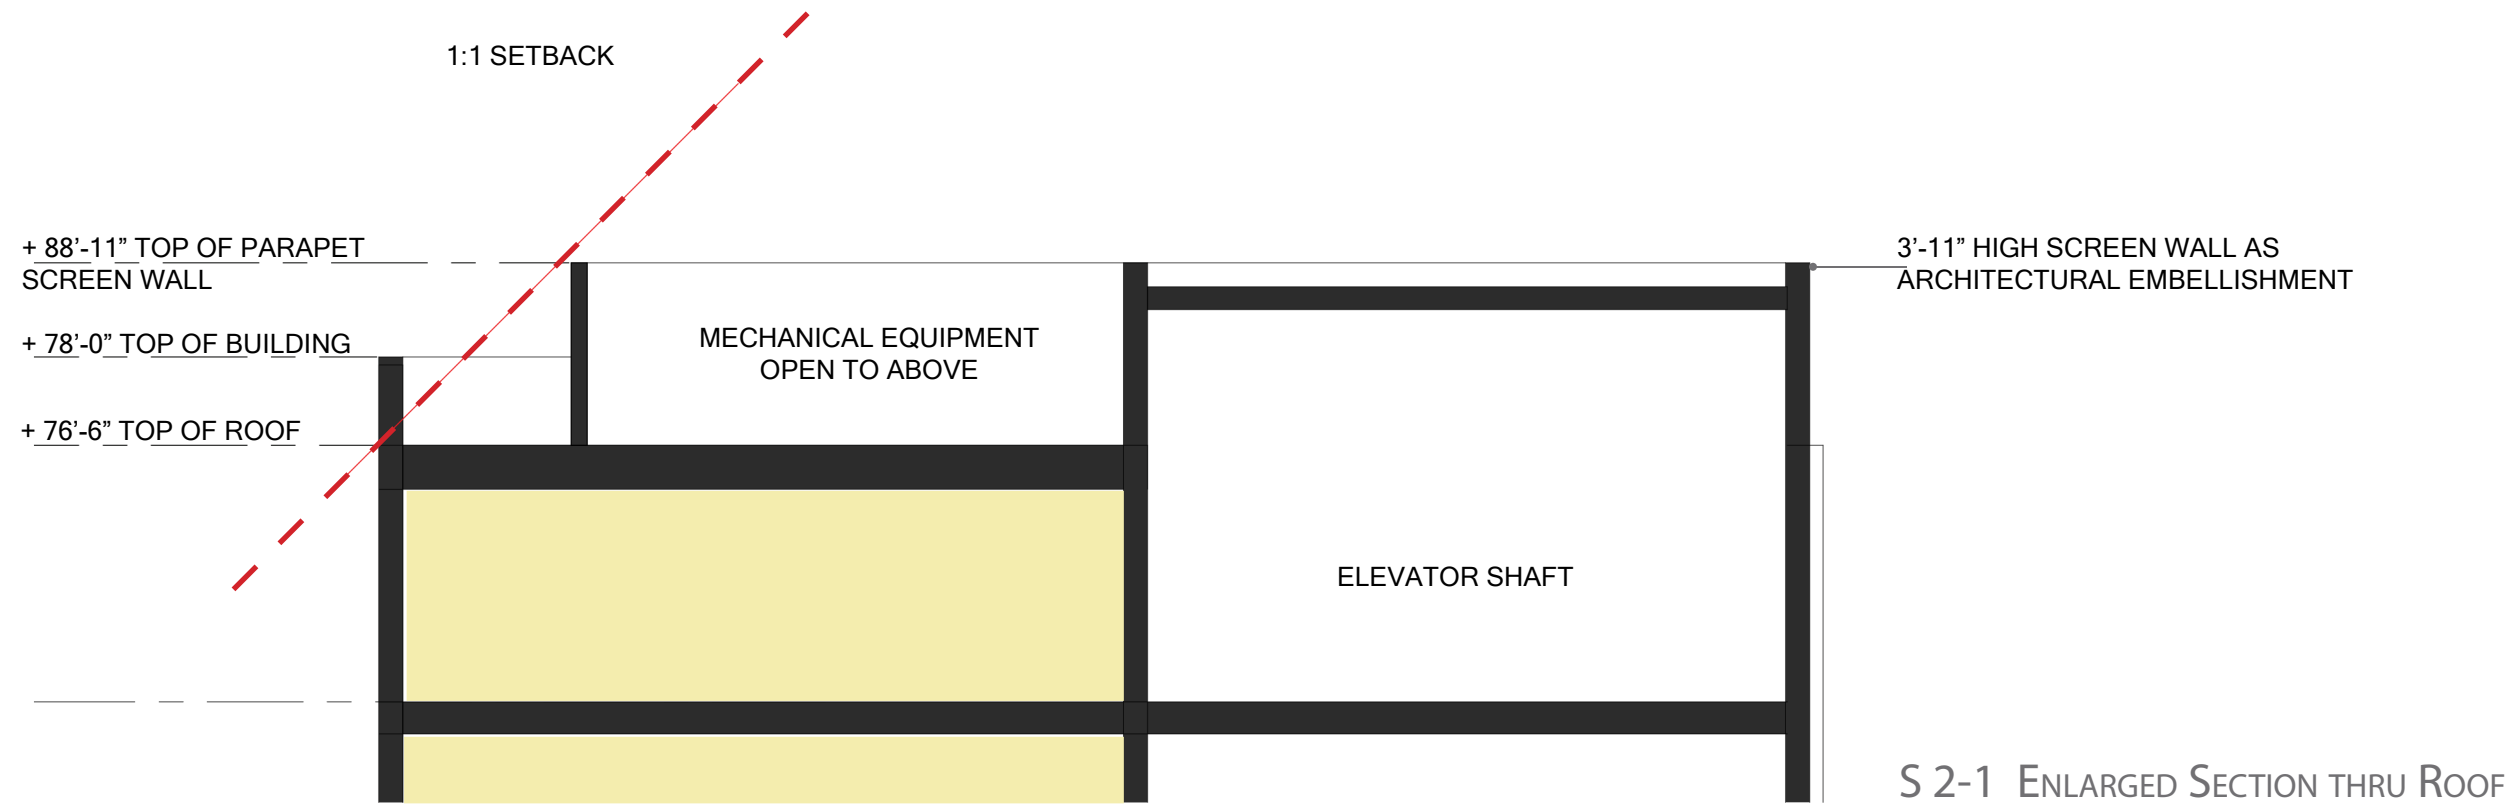 1:1 SETBACK
+ 88’-11” TOP OF PARAPET
SCREEN WALL
3’-11” HIGH SCREEN WALL AS
ARCHITECTURAL EMBELLISHMENT
+ 78’-0” TOP OF BUILDING
MECHANICAL EQUIPMENT
OPEN TO ABOVE
+ 76’-6” TOP OF ROOF
ELEVATOR SHAFT
S 2-1 ENLARGED SECTION THRU ROOF